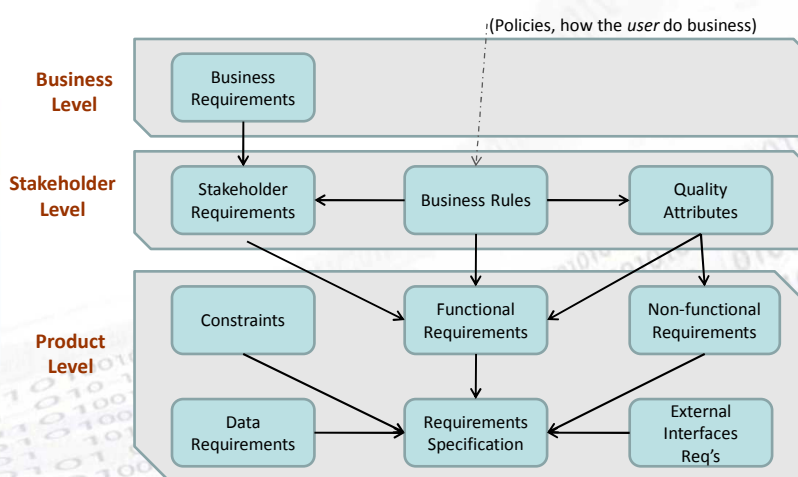 (Policies, how the user do business)
Business
Level
Business
Requirements
Stakeholder
Level
Stakeholder
Requirements
Business Rules
Quality
Attributes
Product
Level
Constraints
Functional
Requirements
Non-functional
Requirements
Data
Requirements
Requirements
Specification
External
Interfaces
Req's